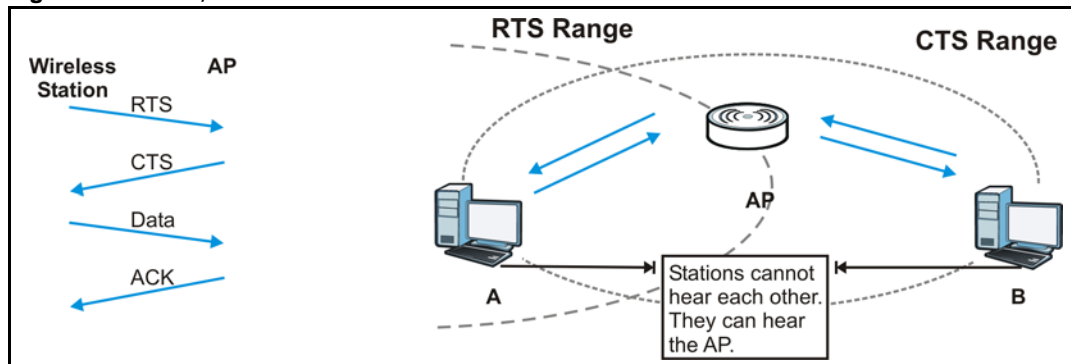 RTS Range
CTS Range
Wireless
Station
AP
RTS
CTS
Data
ACK
AP
A
B
Stations cannot
hear each other.
They can hear
the AP.